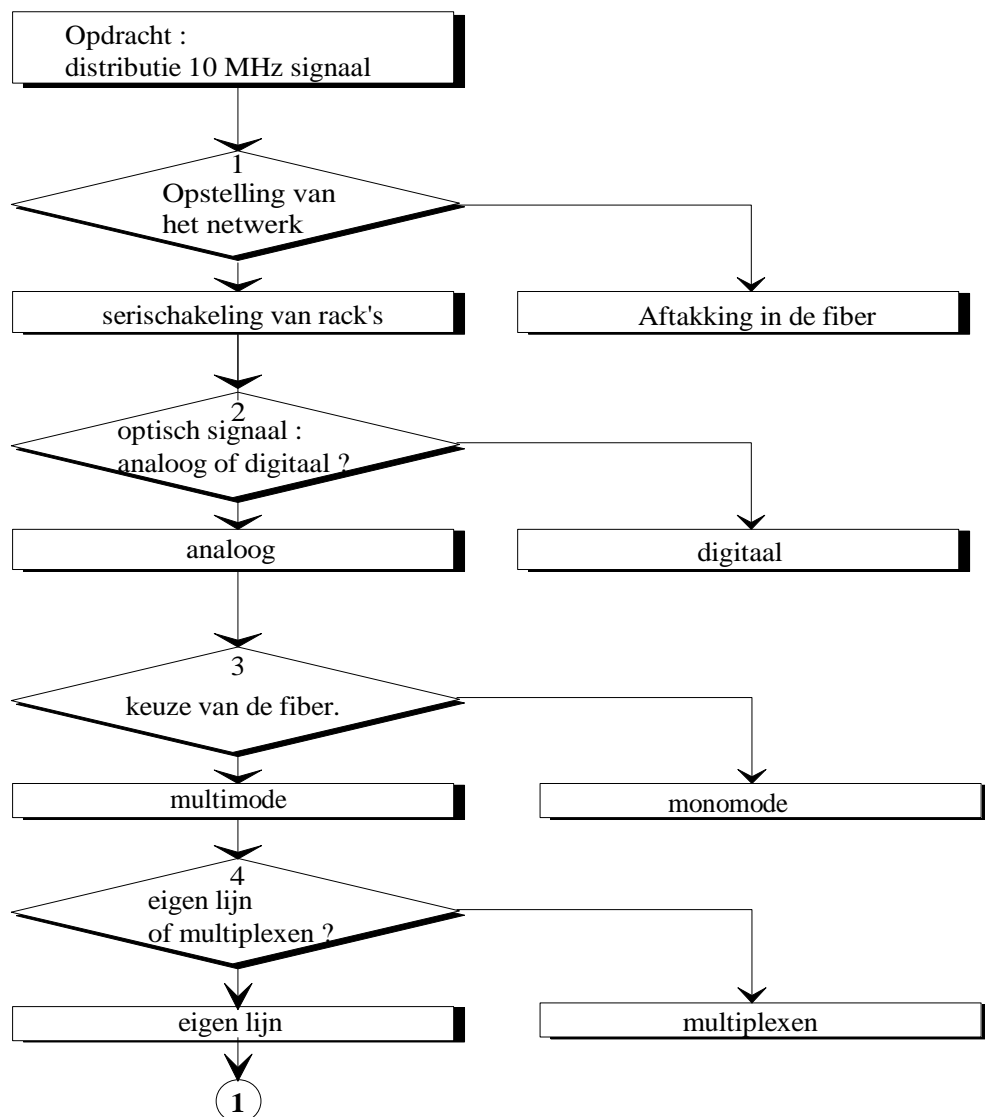 Opdracht :
distributie 10 MHz signaal
1
Opstelling van
het netwerk
serischakeling van rack's
Aftakking in de fiber
2
optisch signaal :
analoog of digitaal ?
analoog
digitaal
3
keuze van de fiber.
multimode
monomode
4
eigen lijn
of multiplexen ?
eigen lijn
multiplexen
1